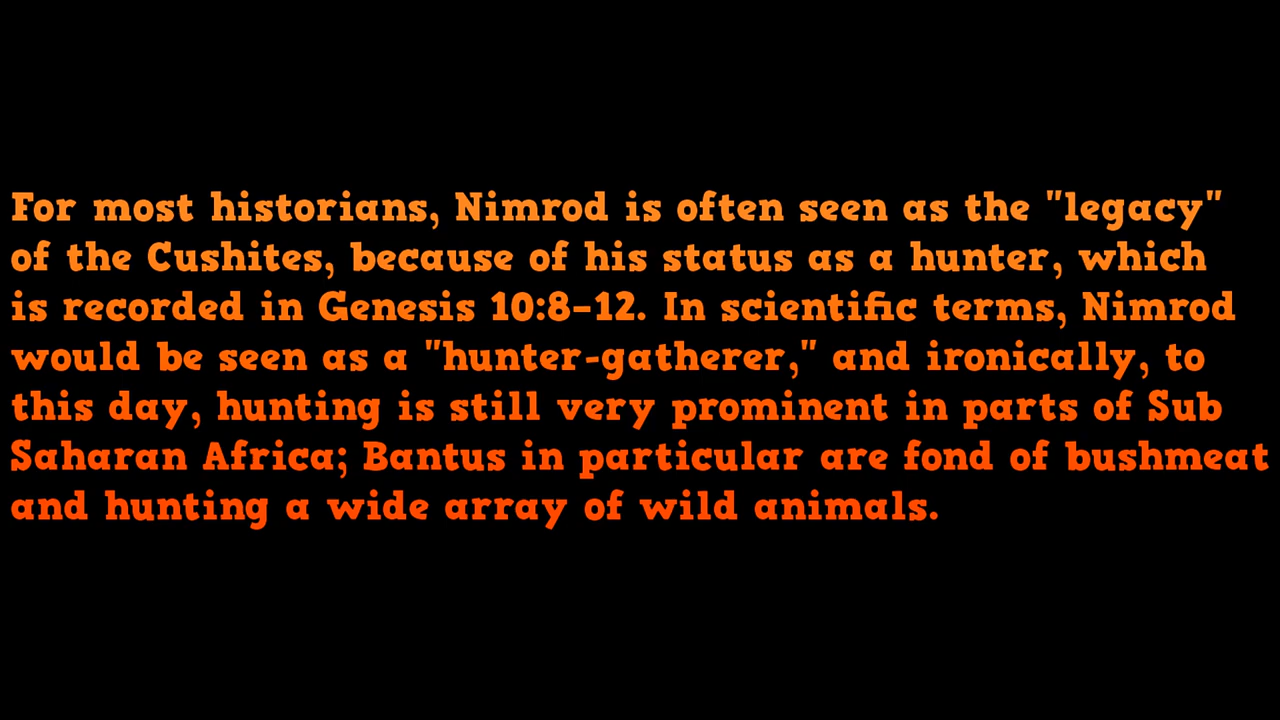 For most historians, Nimrod is often seen as the "legacy"
of the Cushites, because of his status as a hunter, which
is recorded in Genesis 10:8-12. In scientific terms, Nimrod
would be seen as a "hunter-gatherer," and ironically, to
this day, hunting is still very prominent in parts of Sub
Saharan Africa; Bantus in particular are fond of bushmeat
and hunting a wide array of wild animals.